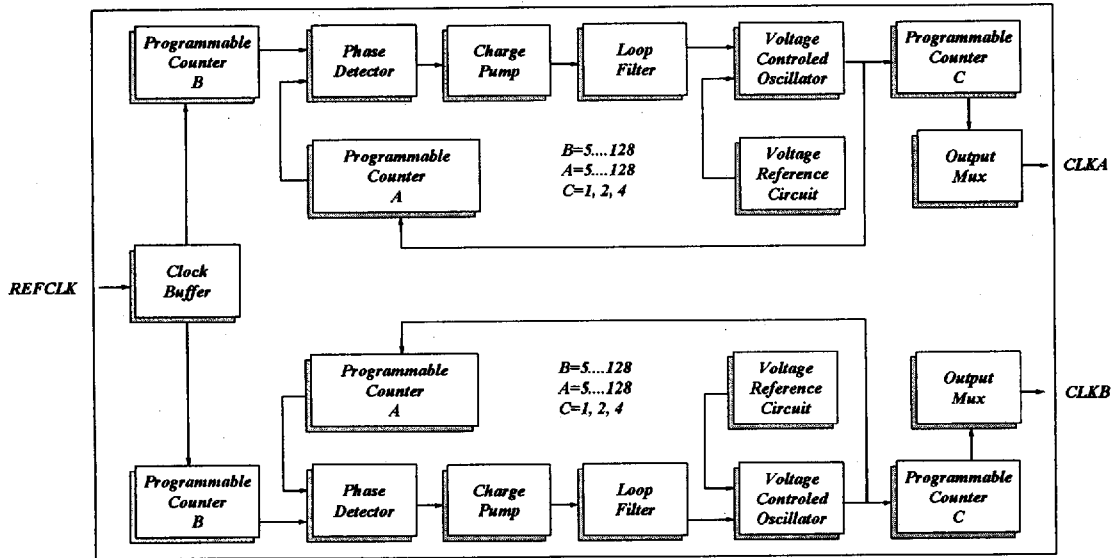 Programmable
Counter
B
Phase
Detector
Charge
Pump
Loop
Filter
Voltage
Controled
Oscillator
Programmable
Counter
C
Programmable
Counter
A
B=5....128
A=5....128
C=1, 2, 4
Voltage
Reference
Circuit
Output
Mux
CLKA
REFCLK
Clock
Buffer
Programmable
Counter
A
B=5....128
A=5....128
C=1, 2, 4
Voltage
Reference
Circuit
Output
Mux
CLKB
Programmable
Counter
B
Phase
Detector
Charge
Pump
Loop
Filter
Voltage
Controled
Oscillator
Programmable
Counter
C